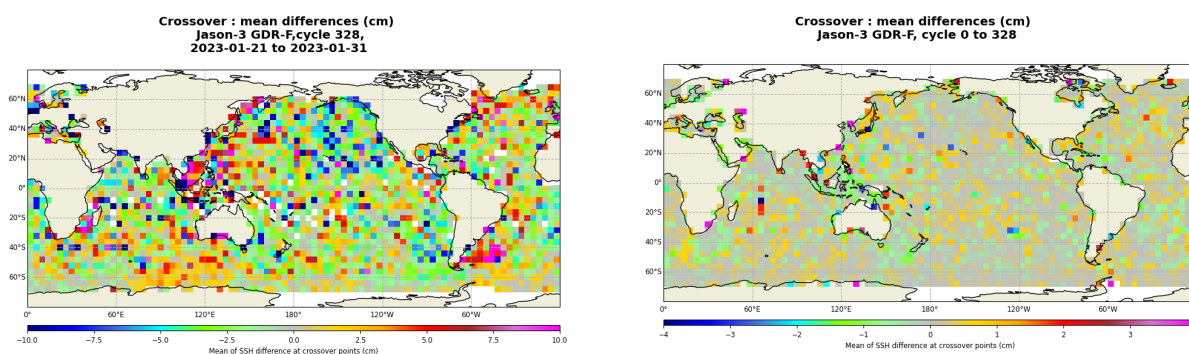 Crossover : mean differences (cm)
Jason-3 GDR-F,cycle 328,
2023-01-21 to 2023-01-31
60°N
40°N
20°N
0°
20°S
40°S
60°S
0°
60°E
120°E
180°
120°W
60°W
−10.0
−7.5
−5.0
−2.5
0.0
2.5
5.0
7.5
10.0
Mean of SSH difference at crossover points (cm)
Crossover : mean differences (cm)
Jason-3 GDR-F, cycle 0 to 328
60°N
40°N
20°N
0°
20°S
40°S
60°S
0°
60°E
120°E
180°
120°W
60°W
−4
−3
−2
−1
0
1
2
3
Mean of SSH difference at crossover points (cm)